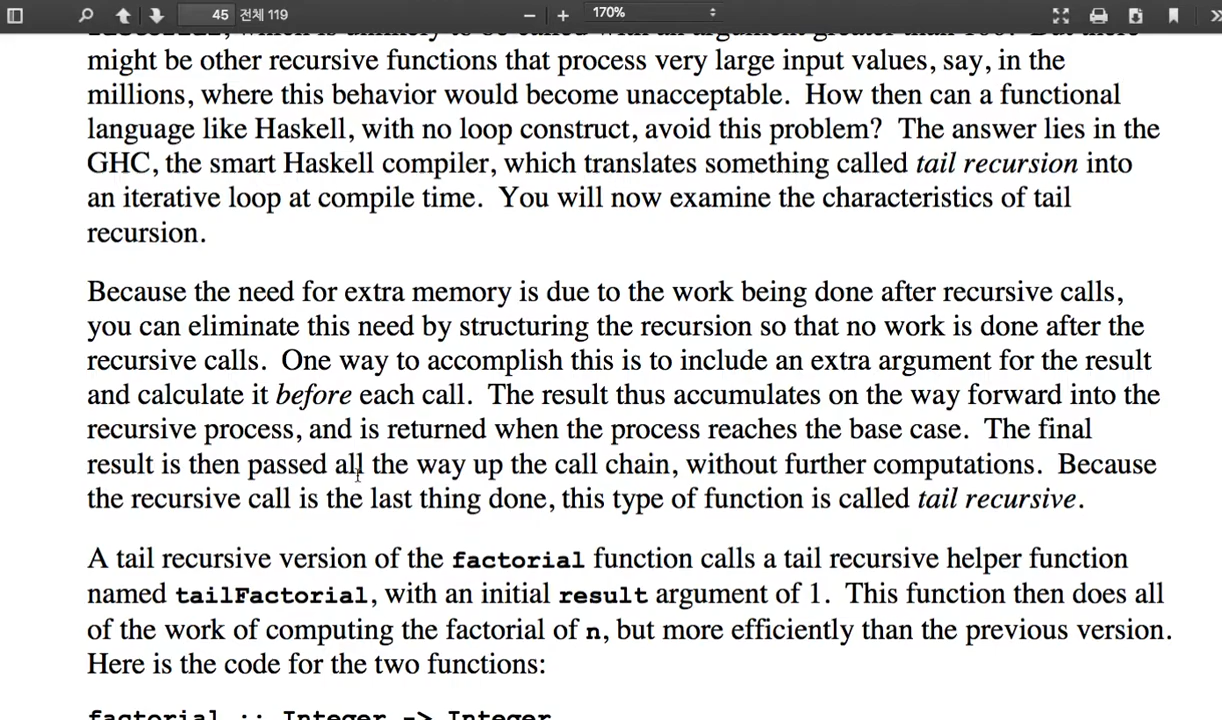 45 전체 119
170%
might be other recursive functions that process very large input values, say, in the
millions, where this behavior would become unacceptable. How then can a functional
language like Haskell, with no loop construct, avoid this problem? The answer lies in the
GHC, the smart Haskell compiler, which translates something called tail recursion into
an iterative loop at compile time. You will now examine the characteristics of tail
recursion.
Because the need for extra memory is due to the work being done after recursive calls,
you can eliminate this need by structuring the recursion so that no work is done after the
recursive calls. One way to accomplish this is to include an extra argument for the result
and calculate it before each call. The result thus accumulates on the way forward into the
recursive process, and is returned when the process reaches the base case. The final
result is then passed all the way up the call chain, without further computations. Because
the recursive call is the last thing done, this type of function is called tail recursive.
A tail recursive version of the factorial function calls a tail recursive helper function
named tailFactorial, with an initial result argument of 1. This function then does all
of the work of computing the factorial of n, but more efficiently than the previous version.
Here is the code for the two functions:
factorial :: Integer -> Integer